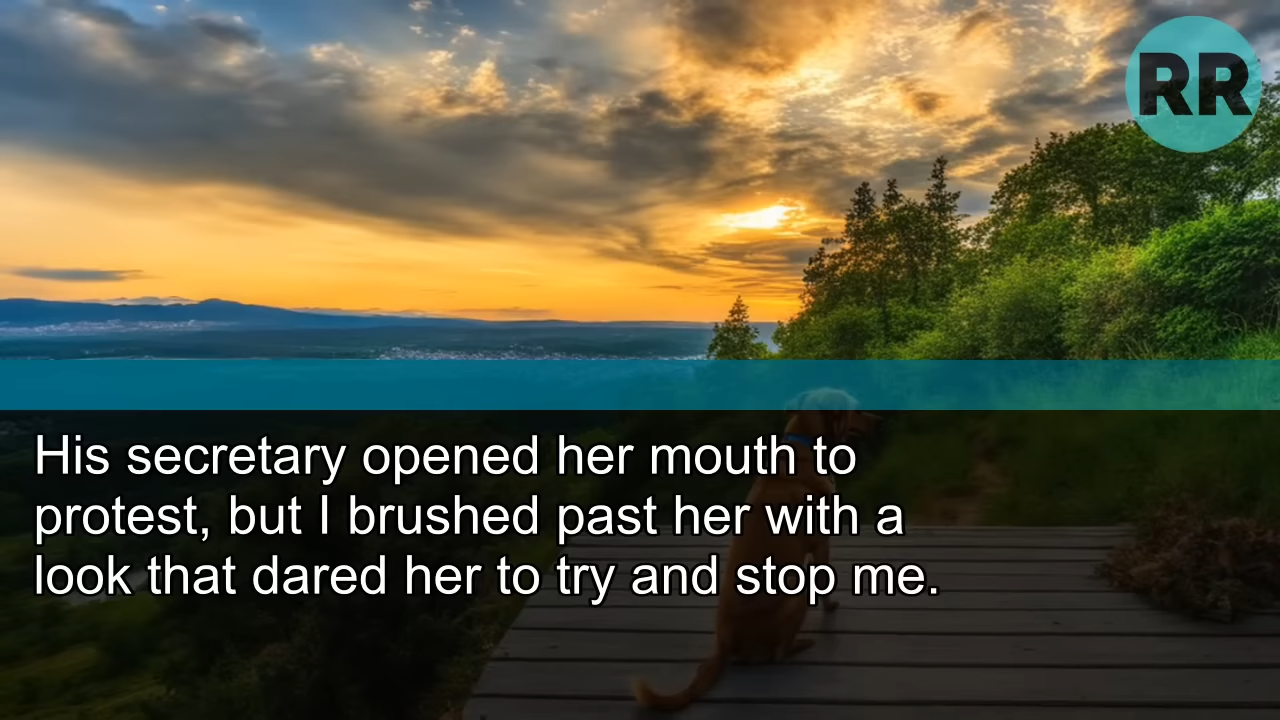 RR
His secretary opened her mouth to
protest, but I brushed past her with a
look that dared her to try and stop me.